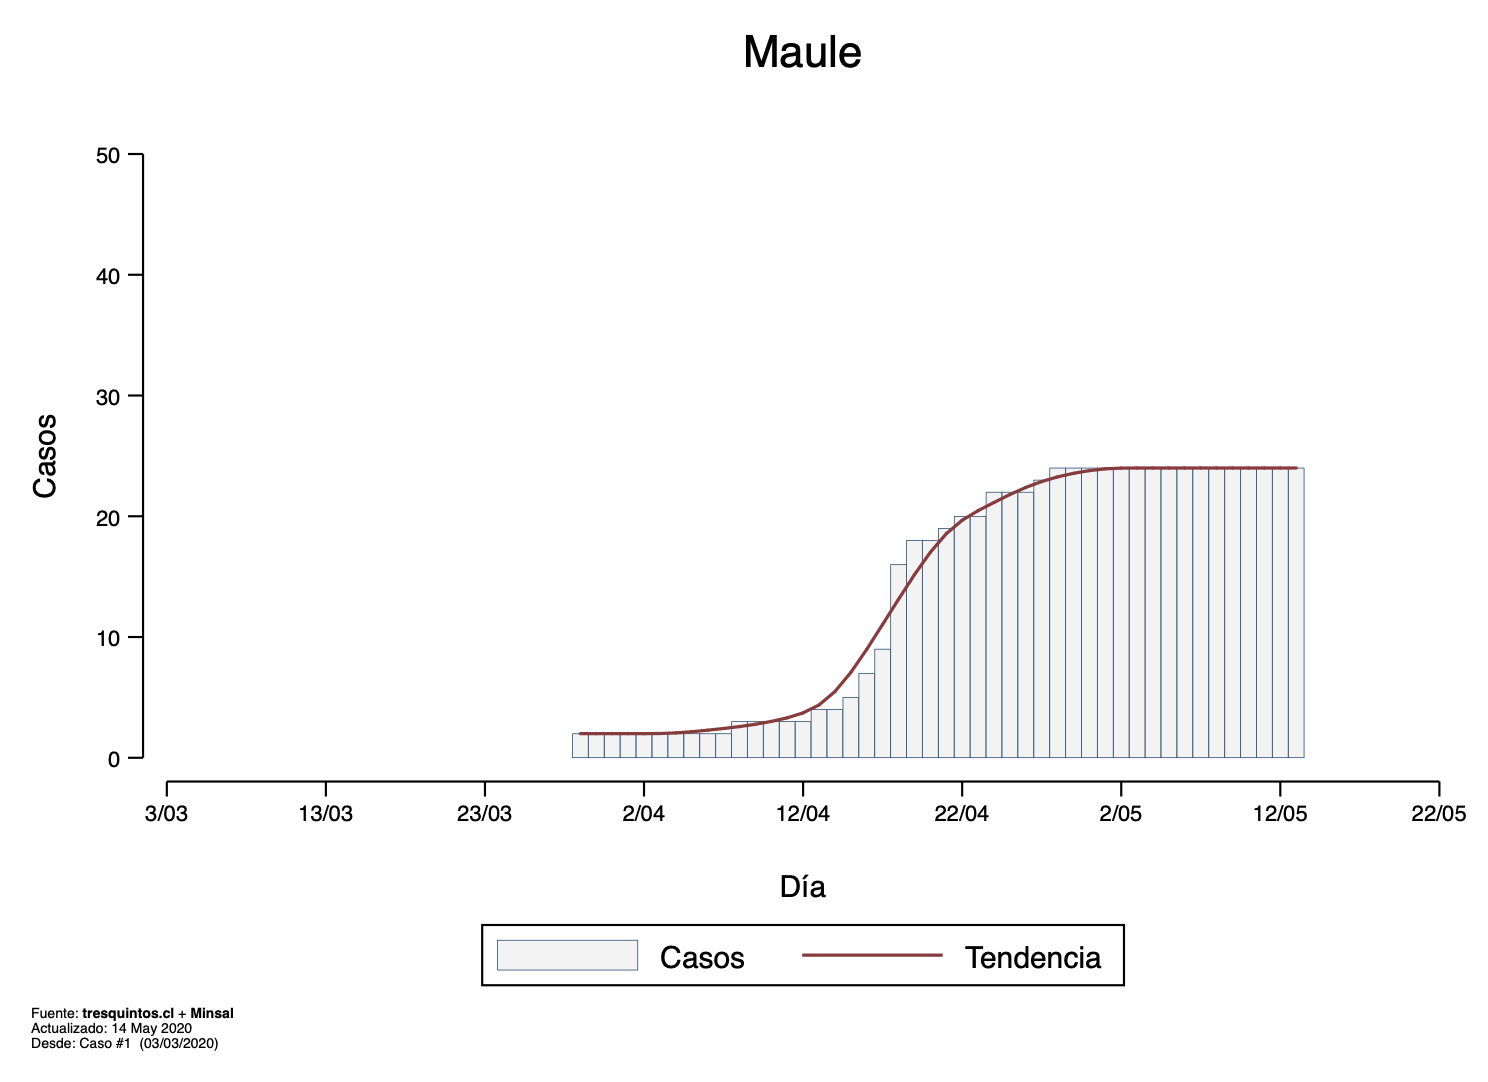 Maule
50
40
30
20
10
0
Casos
3/03 13/03 23/03 2/04 12/04 22/04 2/05 12/05 22/05
Día
Casos Tendencia
Fuente: tresquintos.cl + Minsal
Actualizado: 14 May 2020
Desde: Caso #1 (03/03/2020)